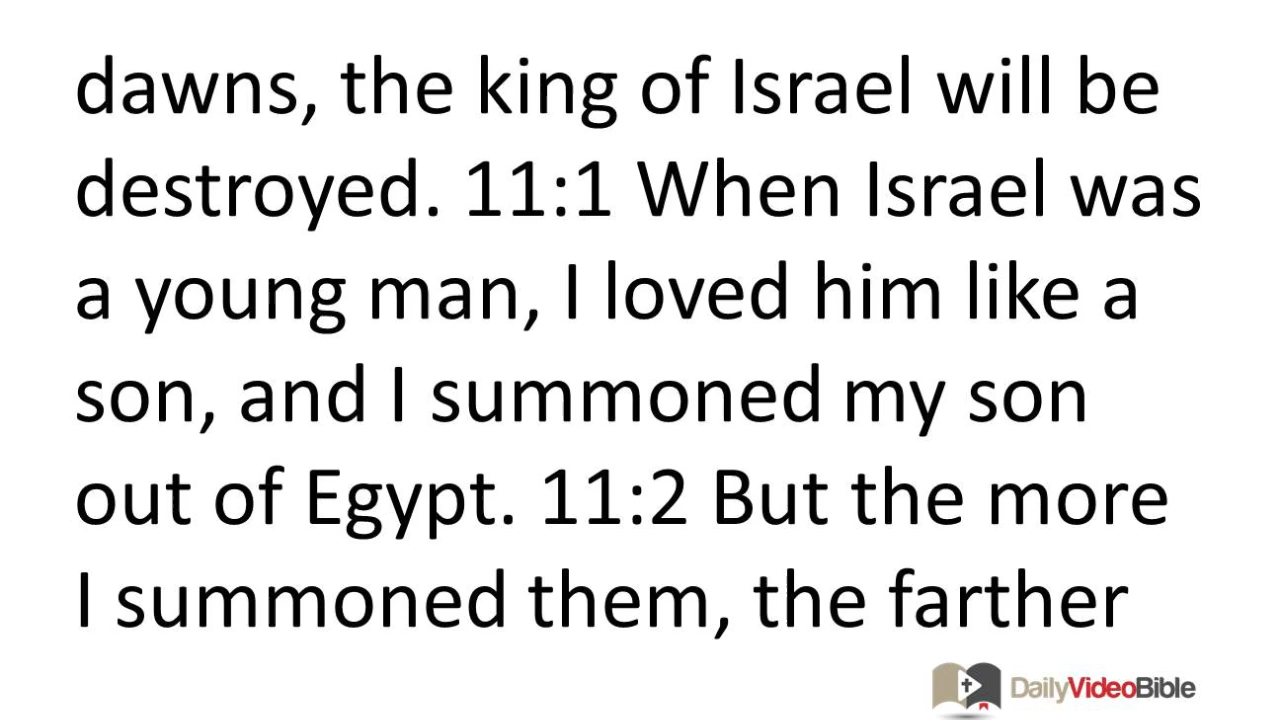 dawns, the king of Israel will be
destroyed. 11:1 When Israel was
a young man, I loved him like a
son, and I summoned my son
out of Egypt. 11:2 But the more
I summoned them, the farther
DailyVideoBible